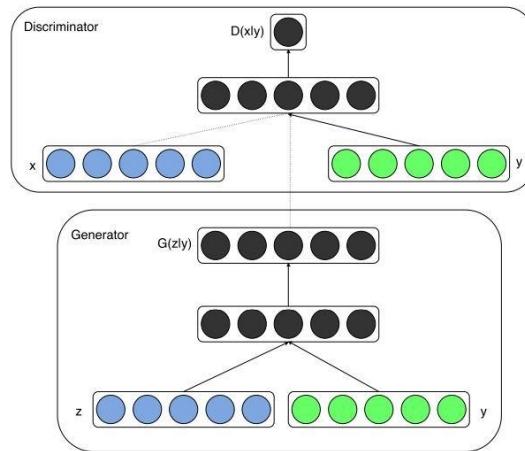 Discriminator
D(x|y)
x
y
Generator
G(z|y)
z
y